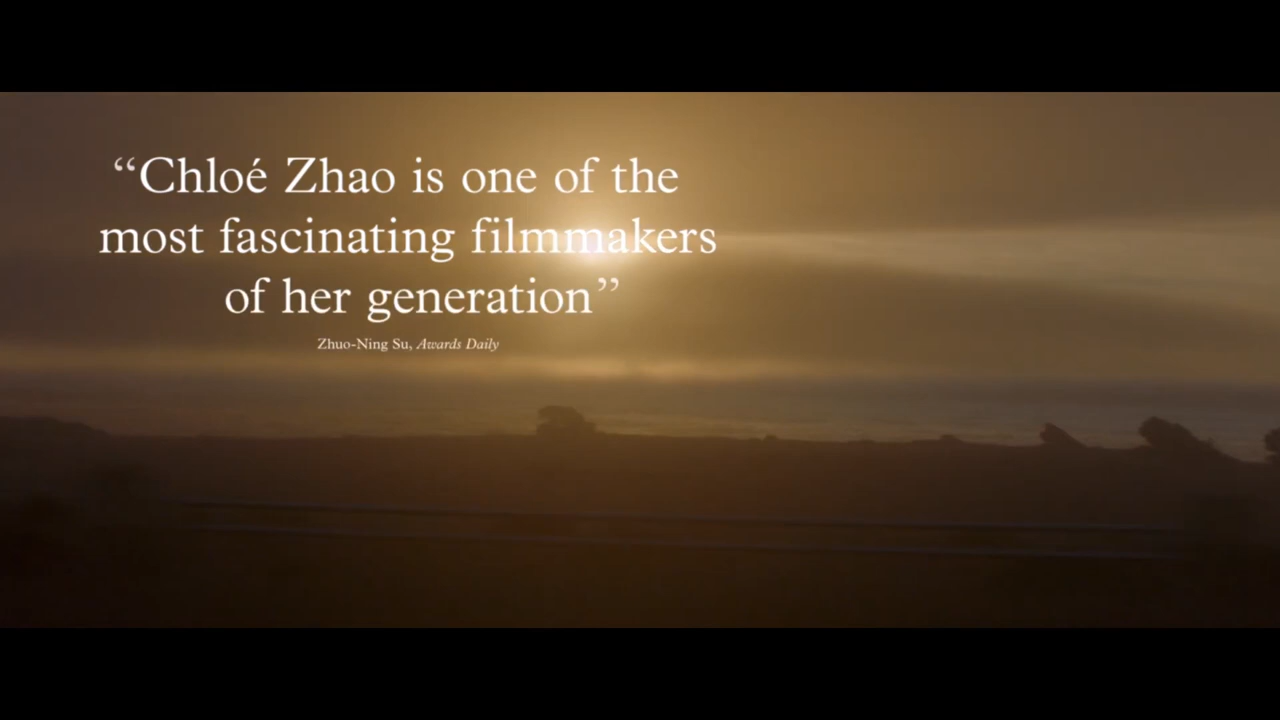 “Chloé Zhao is one of the
most fascinating filmmakers
of her generation”
Zhuo-Ning Su, Awards Daily